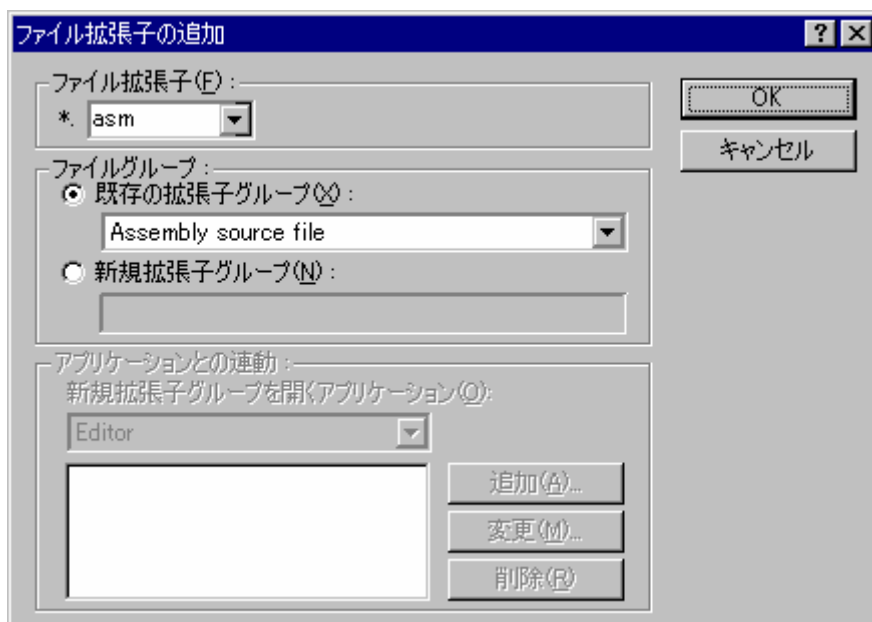 ファイル拡張子の追加
ファイル拡張子(F) :
*. asm
OK
キャンセル
ファイルグループ :
既存の拡張子グループ(X) :
Assembly source file
新規拡張子グループ(N) :
アプリケーションとの連動 :
新規拡張子グループを開くアプリケーション(O):
Editor
追加(A)...
変更(M)...
削除(R)